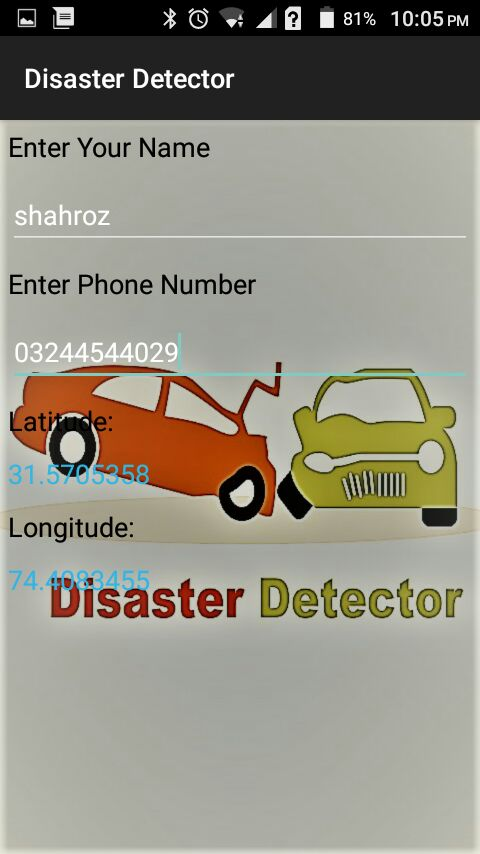 81% 10:05 PM
Disaster Detector
Enter Your Name
shahroz
Enter Phone Number
03244544029
Latitude:
31.5705358
Longitude:
74.4083455
Disaster Detector